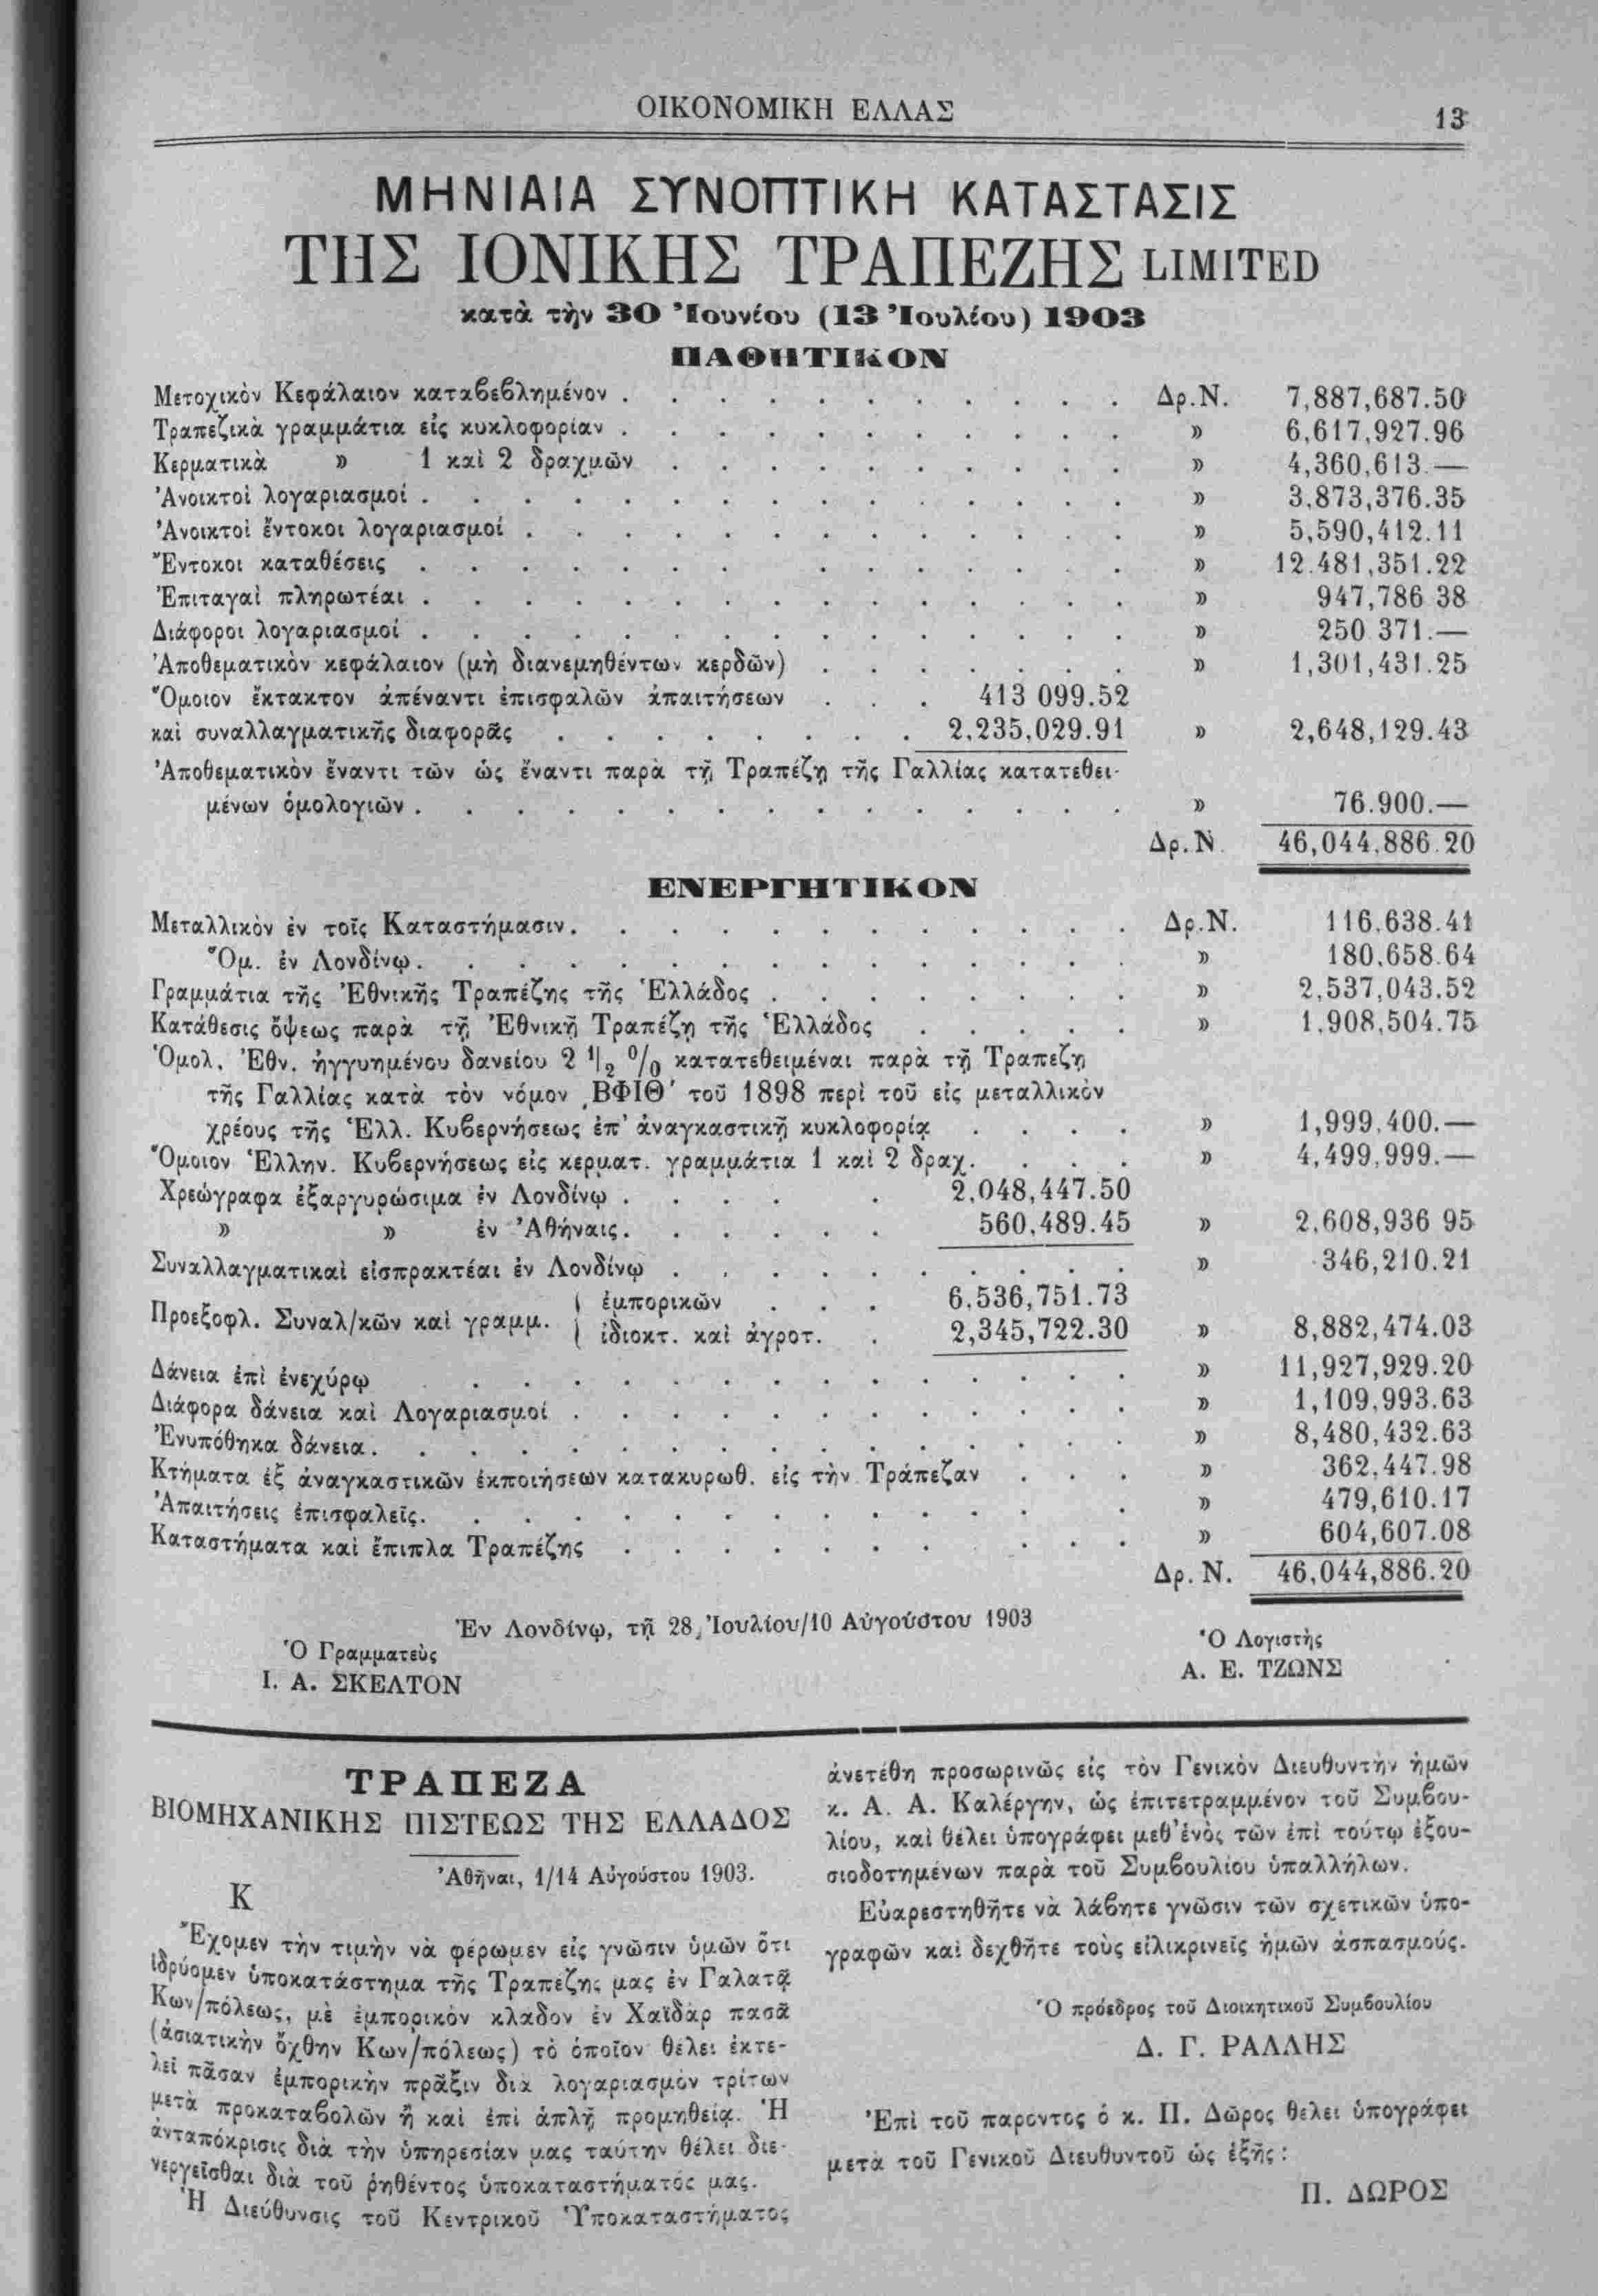 ΟΙΚΟΝΟΜΙΚΗ ΕΛΛΑΣ 13
ΜΗΝΙΑΙΑ ΣΥΝΟΠΤΙΚΗ ΚΑΤΑΣΤΑΣΙΣ
ΤΗΣ ΙΟΝΙΚΗΣ ΤΡΑΠΕΖΗΣ LIMITED
κατὰ τὴν 30 Ἰουνίου (13 Ἰουλίου) 1903
ΠΑΘΗΤΙΚΟΝ
Μετοχικὸν Κεφάλαιον καταβεβλημένον . . . . . . . . . . . Δρ.Ν. 7,887,687.50
Τραπεζικὰ γραμμάτια εἰς κυκλοφορίαν . . . . . . . . . . . » 6,617,927.96
Κερματικὰ » 1 καὶ 2 δραχμῶν . . . . . . . . . . » 4,360,613.—
Ἀνοικτοὶ λογαριασμοί . . . . . . . . . . . . . . . » 3,873,376.35
Ἀνοικτοὶ ἔντοκοι λογαριασμοί . . . . . . . . . . . . . » 5,590,412.11
Ἔντοκοι καταθέσεις . . . . . . . . . . . . . . » 12.481,351.22
Ἐπιταγαὶ πληρωτέαι . . . . . . . . . . . . . . . » 947,786 38
Διάφοροι λογαριασμοί . . . . . . . . . . . . . . . » 250 371.—
Ἀποθεματικὸν κεφάλαιον (μὴ διανεμηθέντων κερδῶν) . . . . . . . » 1,301,431.25
Ὅμοιον ἔκτακτον ἀπέναντι ἐπισφαλῶν ἀπαιτήσεων . . . 413 099.52
καὶ συναλλαγματικῆς διαφορᾶς . . . . . . . . 2,235,029.91 » 2,648,129.43
Ἀποθεματικὸν ἔναντι τῶν ὡς ἔναντι παρὰ τῇ Τραπέζῃ τῆς Γαλλίας κατατεθει-
μένων ὁμολογιῶν . . . . . . . . . . . . . . . » 76.900.—
Δρ.Ν. 46,044.886.20
ΕΝΕΡΓΗΤΙΚΟΝ
Μεταλλικὸν ἐν τοῖς Καταστήμασιν. . . . . . . . . . . . Δρ.Ν. 116.638.41
Ὁμ. ἐν Λονδίνῳ. . . . . . . . . . . . . . . » 180.658.64
Γραμμάτια τῆς Ἐθνικῆς Τραπέζης τῆς Ἑλλάδος . . . . . . . . » 2,537,043.52
Κατάθεσις ὄψεως παρὰ τῇ Ἐθνικῇ Τραπέζῃ τῆς Ἑλλάδος . . . . . » 1.908,504.75
Ὁμολ. Ἐθν. ἠγγυημένου δανείου 2 1/2 0/0 κατατεθειμέναι παρὰ τῇ Τραπεζῃ
τῆς Γαλλίας κατὰ τὸν νόμον ͵ΒΦΙΘ' τοῦ 1898 περὶ τοῦ εἰς μεταλλικὸν
χρέους τῆς Ἑλλ. Κυβερνήσεως ἐπ' ἀναγκαστικῇ κυκλοφορίᾳ . . . . » 1,999,400.—
Ὅμοιον Ἑλλην. Κυβερνήσεως εἰς κερματ. γραμμάτια 1 καὶ 2 δραχ. . . . » 4,499,999.—
Χρεώγραφα ἐξαργυρώσιμα ἐν Λονδίνῳ . . . . . 2,048,447.50
» » ἐν Ἀθήναις. . . . . . 560,489.45 » 2,608,936 95
Συναλλαγματικαὶ εἰσπρακτέαι ἐν Λονδίνῳ . . . . . . . . . . » 346,210.21
Προεξοφλ. Συναλ/κῶν καὶ γραμμ. { ἐμπορικῶν . . . 6,536,751.73
{ ἰδιοκτ. καὶ ἀγροτ. . 2,345,722.30 » 8,882,474.03
Δάνεια ἐπὶ ἐνεχύρῳ . . . . . . . . . . . . . . » 11,927,929.20
Διάφορα δάνεια καὶ Λογαριασμοί . . . . . . . . . . . . » 1,109,993.63
Ἐνυπόθηκα δάνεια. . . . . . . . . . . . . . . . » 8,480,432.63
Κτήματα ἐξ ἀναγκαστικῶν ἐκποιήσεων κατακυρωθ. εἰς τὴν Τράπεζαν . . . » 362,447.98
Ἀπαιτήσεις ἐπισφαλεῖς. . . . . . . . . . . . . . . » 479,610.17
Καταστήματα καὶ ἔπιπλα Τραπέζης . . . . . . . . . . » 604,607.08
Δρ. Ν. 46,044,886.20
Ἐν Λονδίνῳ, τῇ 28,Ἰουλίου/10 Αὐγούστου 1903
Ὁ Γραμματεὺς
Ι. Α. ΣΚΕΛΤΟΝ
Ὁ Λογιστὴς
Α. Ε. ΤΖΩΝΣ
ΤΡΑΠΕΖΑ
ΒΙΟΜΗΧΑΝΙΚΗΣ ΠΙΣΤΕΩΣ ΤΗΣ ΕΛΛΑΔΟΣ
Ἀθῆναι, 1/14 Αὐγούστου 1903.
Κ
Ἔχομεν τὴν τιμὴν νὰ φέρωμεν εἰς γνῶσιν ὑμῶν ὅτι
ἱδρύομεν ὑποκατάστημα τῆς Τραπέζης μας ἐν Γαλατᾷ
Κων/πόλεως, μὲ ἐμπορικὸν κλάδον ἐν Χαϊδὰρ πασᾶ
(ἀσιατικὴν ὄχθην Κων/πόλεως) τὸ ὁποῖον θέλει ἐκτε-
λεῖ πᾶσαν ἐμπορικὴν πρᾶξιν διὰ λογαριασμὸν τρίτων
μετὰ προκαταβολῶν ἢ καὶ ἐπὶ ἁπλῇ προμηθείᾳ. Ἡ
ἀνταπόκρισις διὰ τὴν ὑπηρεσίαν μας ταύτην θέλει διε-
νεργεῖσθαι διὰ τοῦ ῥηθέντος ὑποκαταστήματός μας.
Ἡ Διεύθυνσις τοῦ Κεντρικοῦ Ὑποκαταστήματος
ἀνετέθη προσωρινῶς εἰς τὸν Γενικὸν Διευθυντὴν ἡμῶν
κ. Α. Α. Καλέργην, ὡς ἐπιτετραμμένον τοῦ Συμβου-
λίου, καὶ θέλει ὑπογράφει μεθ' ἑνὸς τῶν ἐπὶ τούτῳ ἐξου-
σιοδοτημένων παρὰ τοῦ Συμβουλίου ὑπαλλήλων.
Εὐαρεστηθῆτε νὰ λάβητε γνῶσιν τῶν σχετικῶν ὑπο-
γραφῶν καὶ δεχθῆτε τοὺς εἰλικρινεῖς ἡμῶν ἀσπασμούς.
Ὁ πρόεδρος τοῦ Διοικητικοῦ Συμβουλίου
Δ. Γ. ΡΑΛΛΗΣ
Ἐπὶ τοῦ παρόντος ὁ κ. Π. Δῶρος θέλει ὑπογράφει
μετὰ τοῦ Γενικοῦ Διευθυντοῦ ὡς ἑξῆς :
Π. ΔΩΡΟΣ